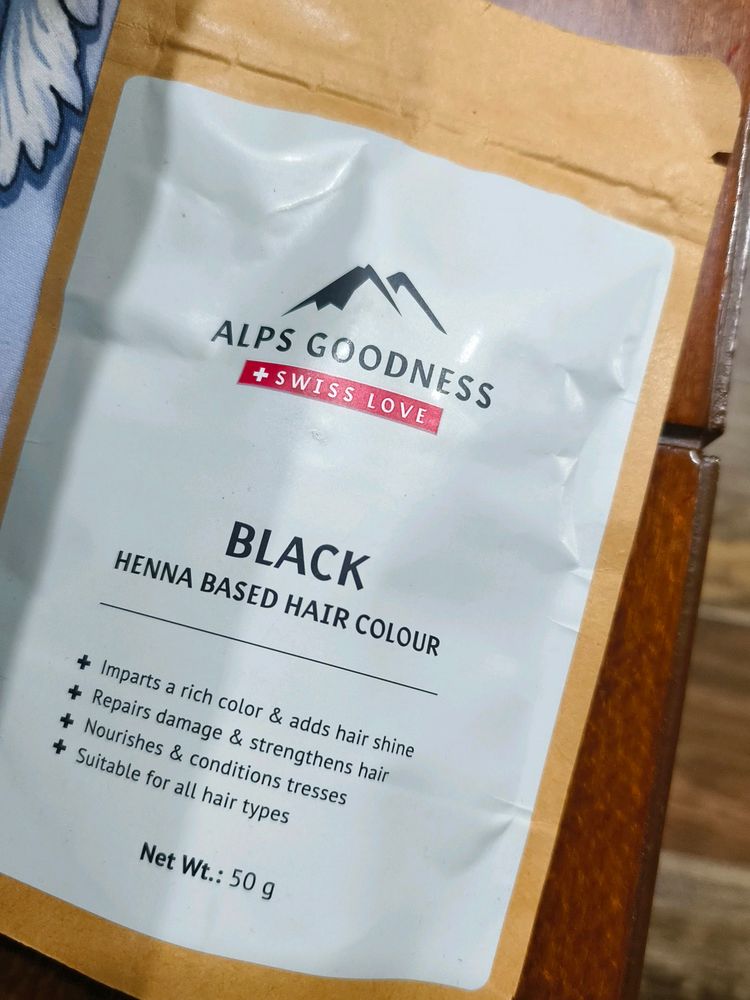 ALPS GOODNESS
+ SWISS LOVE
BLACK
HENNA BASED HAIR COLOUR
+ Imparts a rich color & adds hair shine
+ Repairs damage & strengthens hair
+ Nourishes & conditions tresses
+ Suitable for all hair types
Net Wt.: 50 g